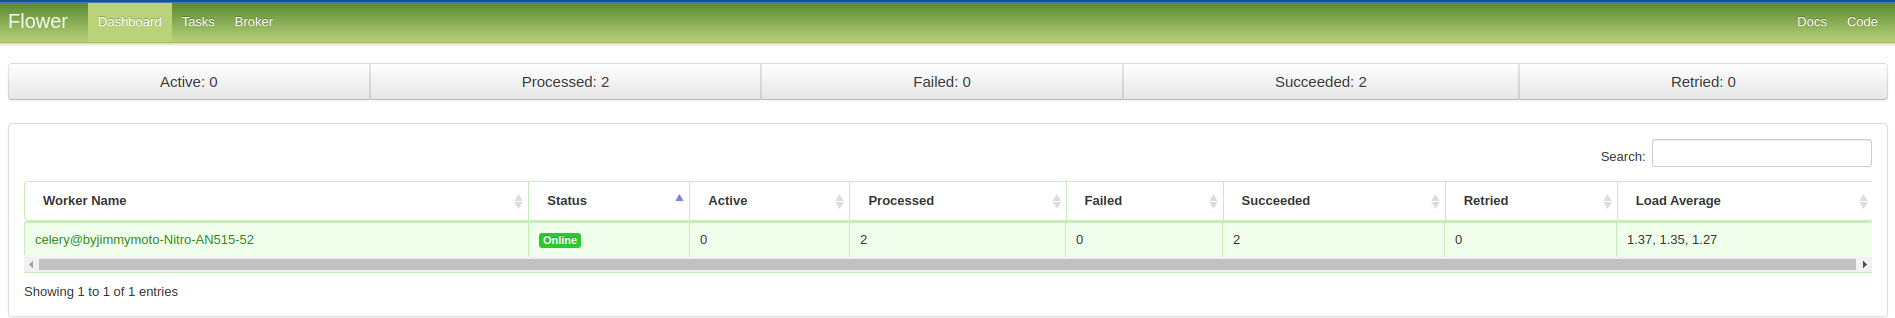 Flower Dashboard Tasks Broker Docs Code
Active: 0 Processed: 2 Failed: 0 Succeeded: 2 Retried: 0
Search:
Worker Name Status Active Processed Failed Succeeded Retried Load Average
celery@byjimmymoto-Nitro-AN515-52 Online 0 2 0 2 0 1.37, 1.35, 1.27
Showing 1 to 1 of 1 entries